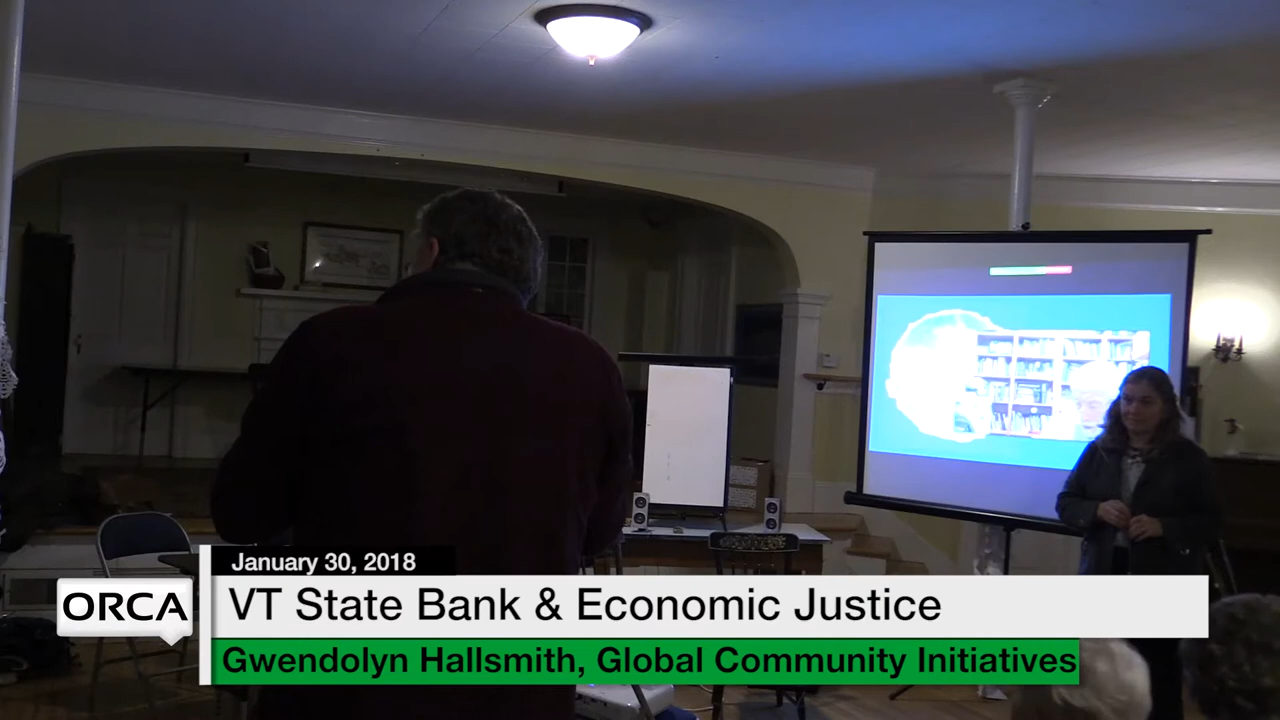 January 30, 2018
ORCA
VT State Bank & Economic Justice
Gwendolyn Hallsmith, Global Community Initiatives